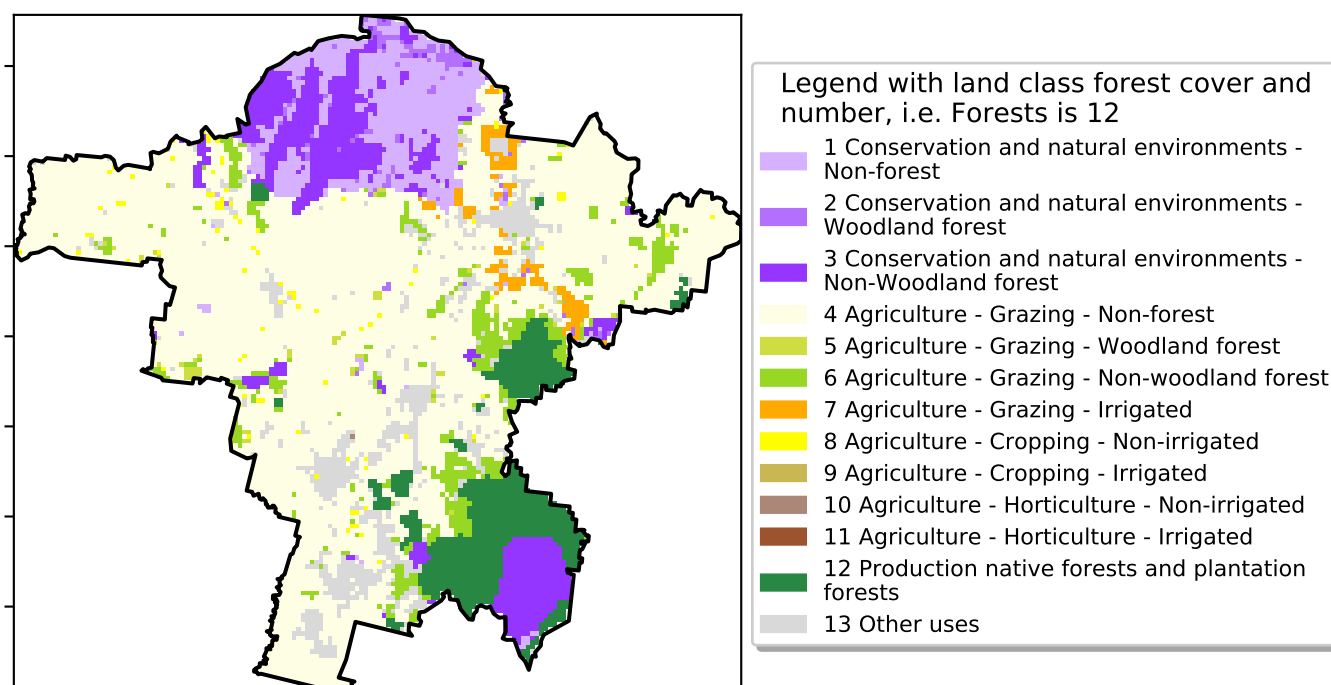 Legend with land class forest cover and
number, i.e. Forests is 12
1 Conservation and natural environments -
Non-forest
2 Conservation and natural environments -
Woodland forest
3 Conservation and natural environments -
Non-Woodland forest
4 Agriculture - Grazing - Non-forest
5 Agriculture - Grazing - Woodland forest
6 Agriculture - Grazing - Non-woodland forest
7 Agriculture - Grazing - Irrigated
8 Agriculture - Cropping - Non-irrigated
9 Agriculture - Cropping - Irrigated
10 Agriculture - Horticulture - Non-irrigated
11 Agriculture - Horticulture - Irrigated
12 Production native forests and plantation
forests
13 Other uses